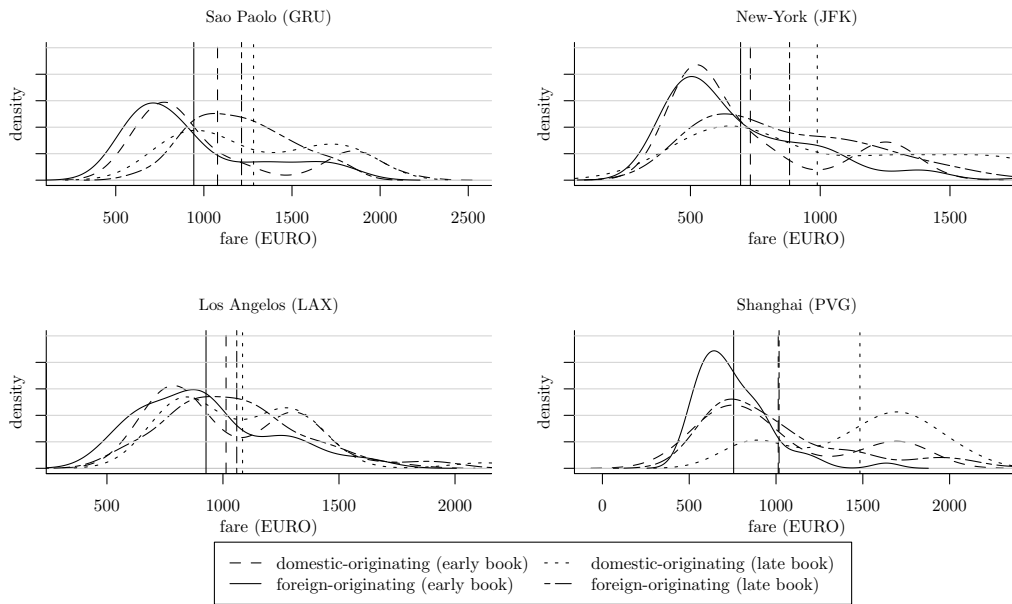 Sao Paolo (GRU)
density
500 1000 1500 2000 2500
fare (EURO)
New-York (JFK)
density
500 1000 1500
fare (EURO)
Los Angelos (LAX)
density
500 1000 1500 2000
fare (EURO)
Shanghai (PVG)
density
0 500 1000 1500 2000
fare (EURO)
domestic-originating (early book)
foreign-originating (early book)
domestic-originating (late book)
foreign-originating (late book)